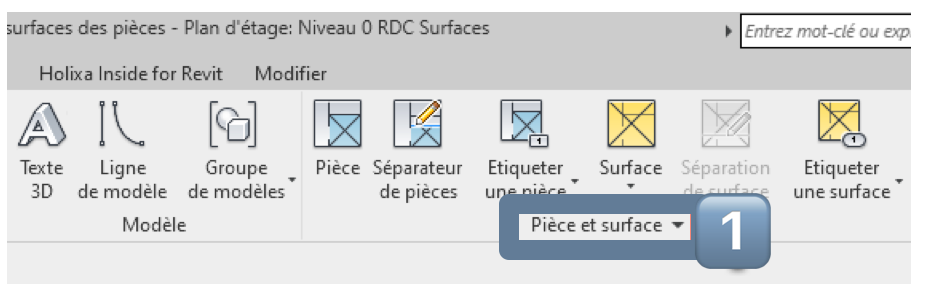 surfaces des pièces - Plan d'étage: Niveau 0 RDC Surfaces
Entrez mot-clé ou exp
Holixa Inside for Revit Modifier
Texte Ligne Groupe Pièce Séparateur Etiqueter Surface Séparation Etiqueter
3D de modèle de modèles de pièces une pièce de surface une surface
Modèle Pièce et surface 1